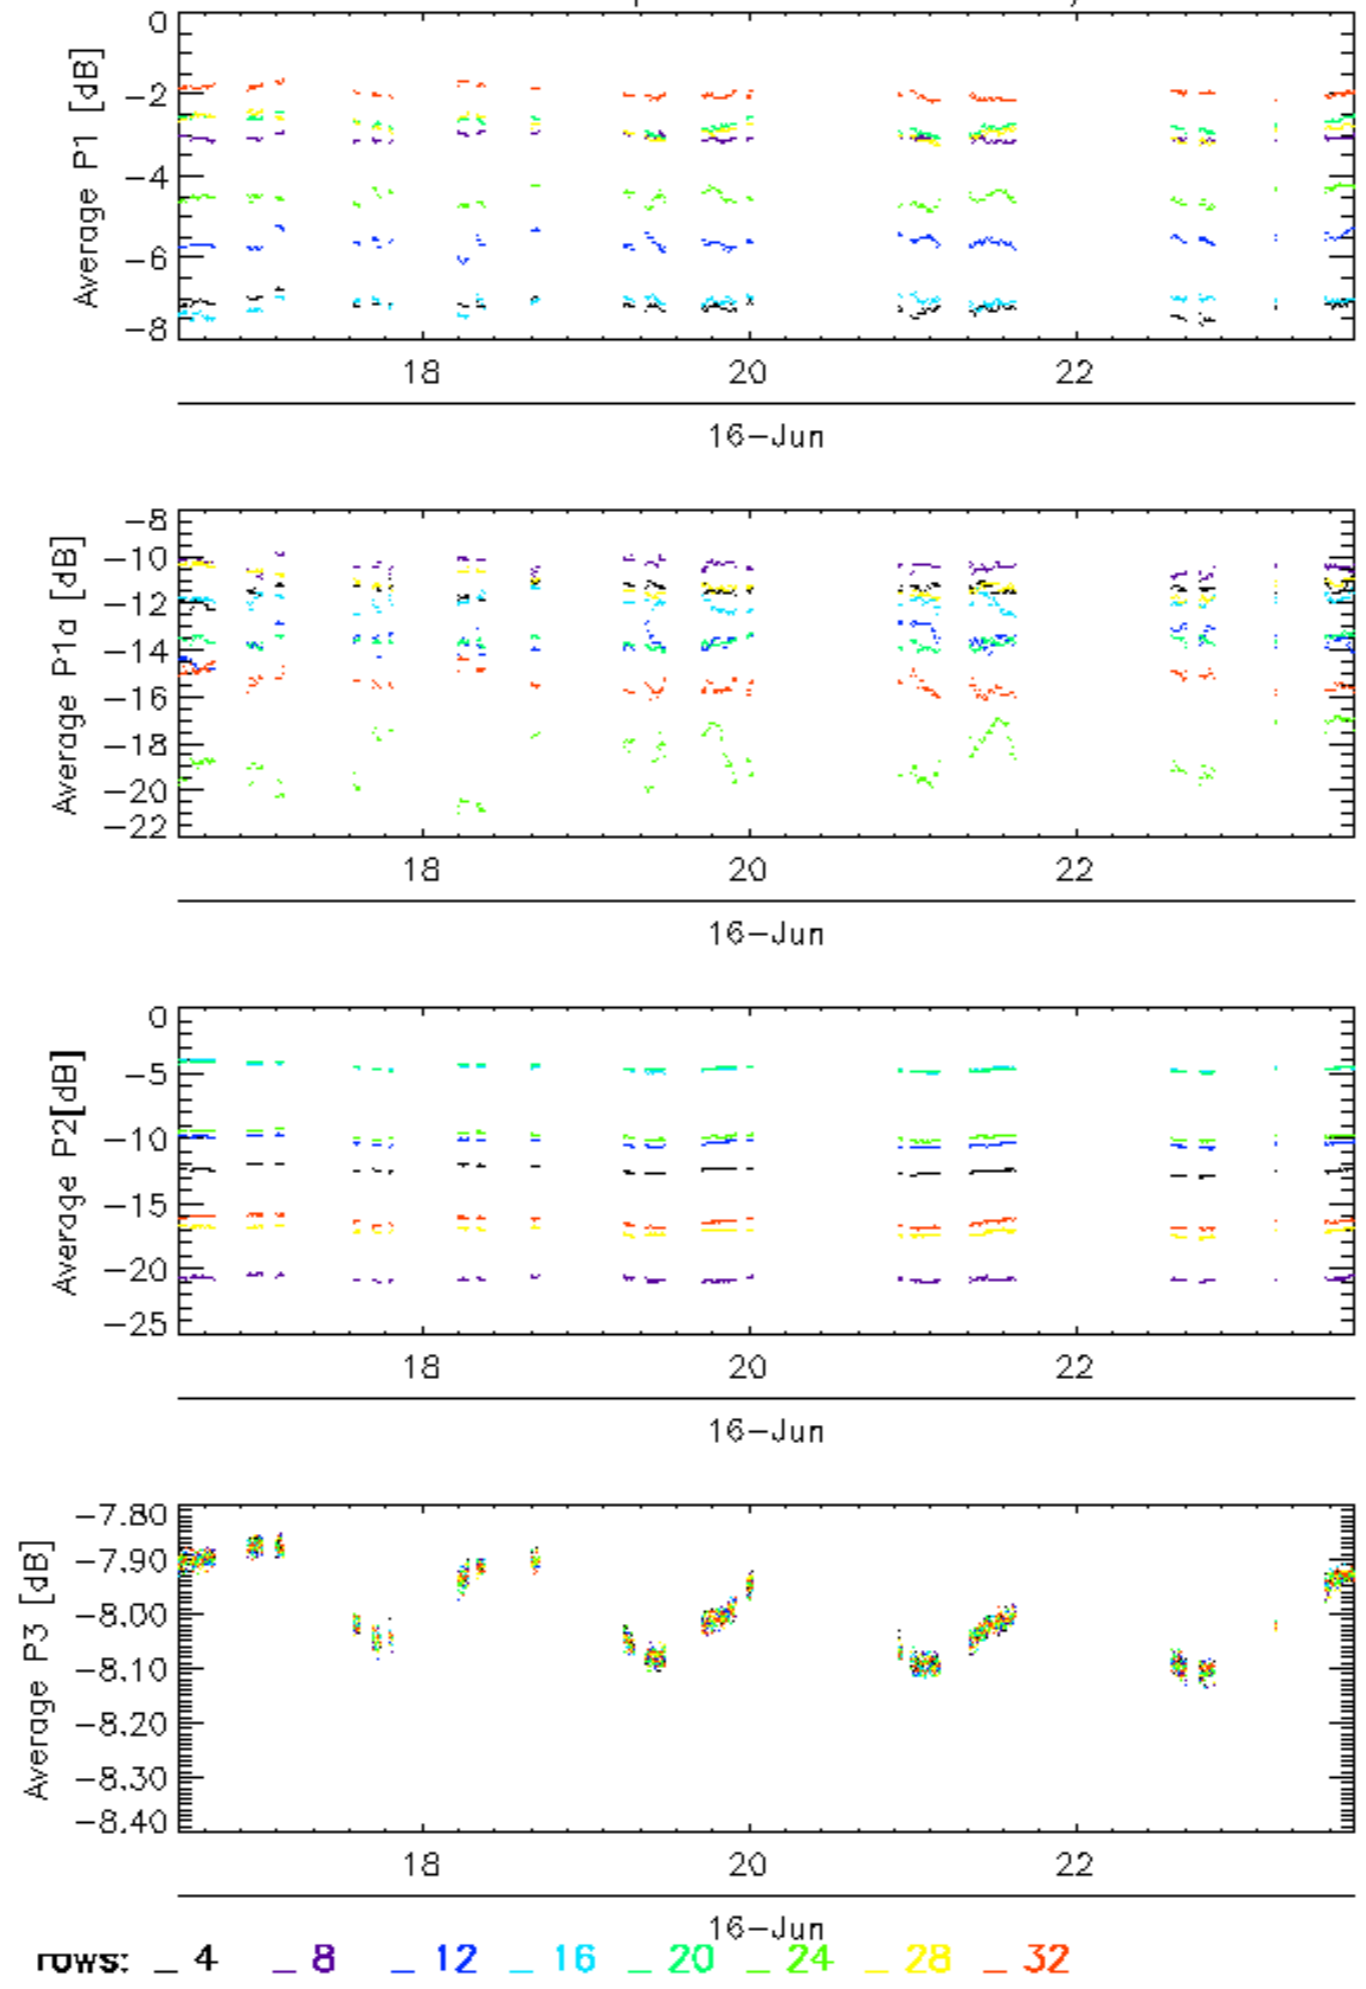 Average P1 [dB]
0
−2
−4
−6
−8
18 20 22
16−Jun
Average P1a [dB]
−8
−10
−12
−14
−16
−18
−20
−22
18 20 22
16−Jun
Average P2[dB]
0
−5
−10
−15
−20
−25
18 20 22
16−Jun
Average P3 [dB]
−7.80
−7.90
−8.00
−8.10
−8.20
−8.30
−8.40
18 20 22
16−Jun
rows: _ 4 _ 8 _ 12 _ 16 _ 20 _ 24 _ 28 _ 32